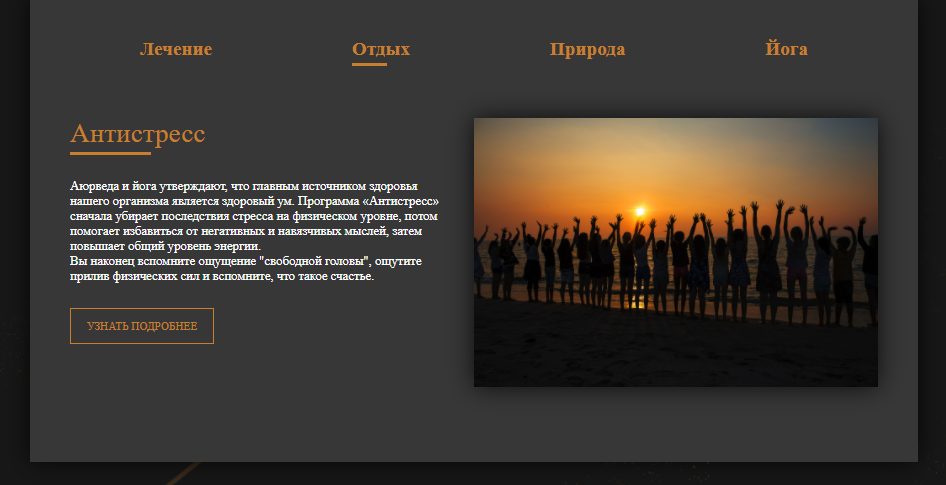 Лечение Отдых Природа Йога
Антистресс
Аюрведа и йога утверждают, что главным источником здоровья
нашего организма является здоровый ум. Программа «Антистресс»
сначала убирает последствия стресса на физическом уровне, потом
помогает избавиться от негативных и навязчивых мыслей, затем
повышает общий уровень энергии.
Вы наконец вспомните ощущение "свободной головы", ощутите
прилив физических сил и вспомните, что такое счастье.
УЗНАТЬ ПОДРОБНЕЕ